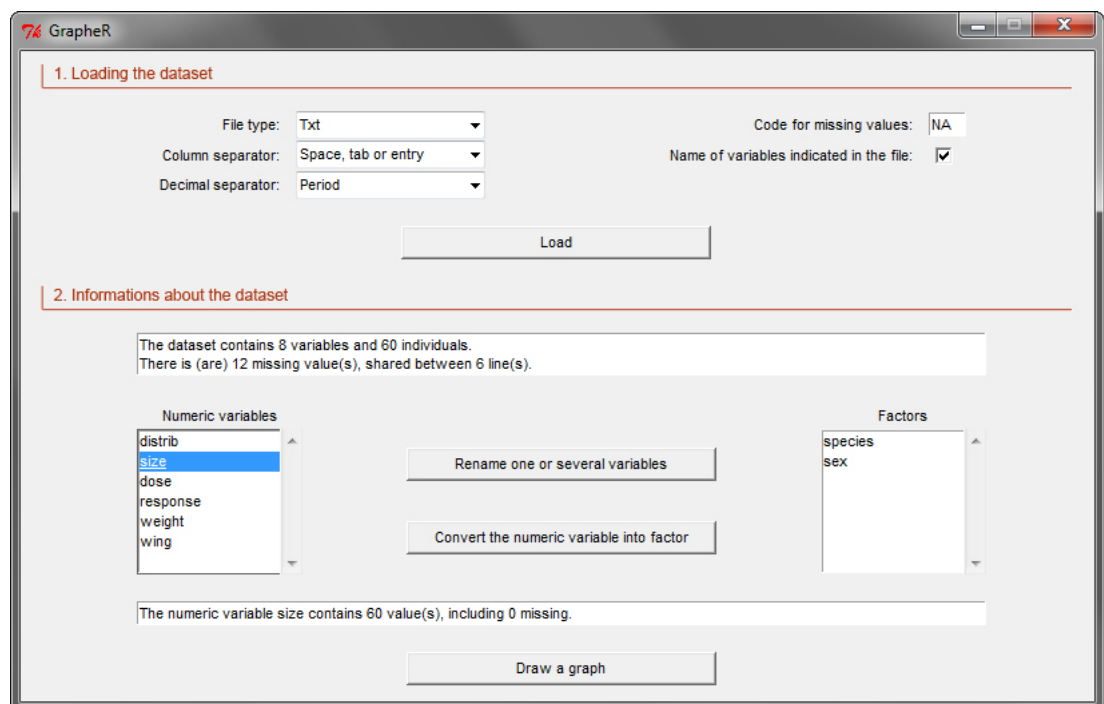 GrapheR
1. Loading the dataset
File type: Txt
Code for missing values: NA
Column separator: Space, tab or entry
Name of variables indicated in the file:
Decimal separator: Period
Load
2. Informations about the dataset
The dataset contains 8 variables and 60 individuals.
There is (are) 12 missing value(s), shared between 6 line(s).
Numeric variables
distrib
size
dose
response
weight
wing
Rename one or several variables
Convert the numeric variable into factor
Factors
species
sex
The numeric variable size contains 60 value(s), including 0 missing.
Draw a graph